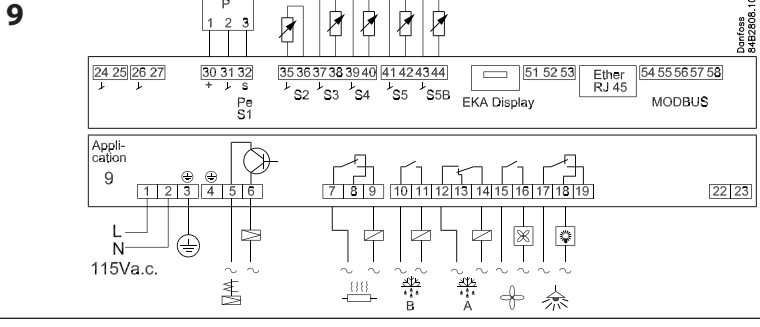 9
P
1 2 3
Danfoss
84B2808.10
24 25 26 27 30 31 32 35 36 37 38 39 40 41 42 43 44 51 52 53 54 55 56 57 58
+ s
S2 S3 S4 S5 S5B
Pe
S1
EKA Display
Ether
RJ 45
MODBUS
Appli-
cation
9
1 2 3 4 5 6 7 8 9 10 11 12 13 14 15 16 17 18 19 22 23
L
N
115Va.c.
B A